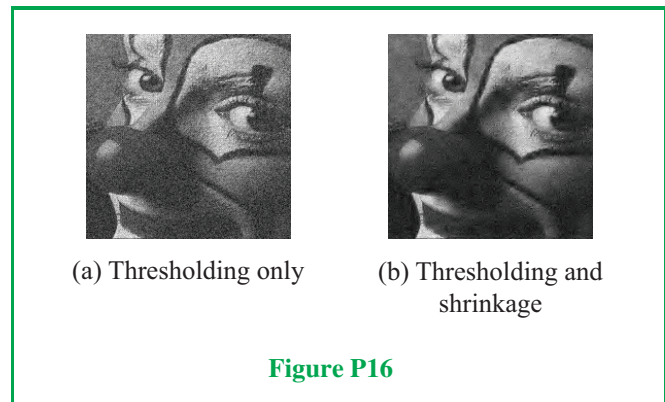 (a) Thresholding only
(b) Thresholding and
shrinkage
Figure P16